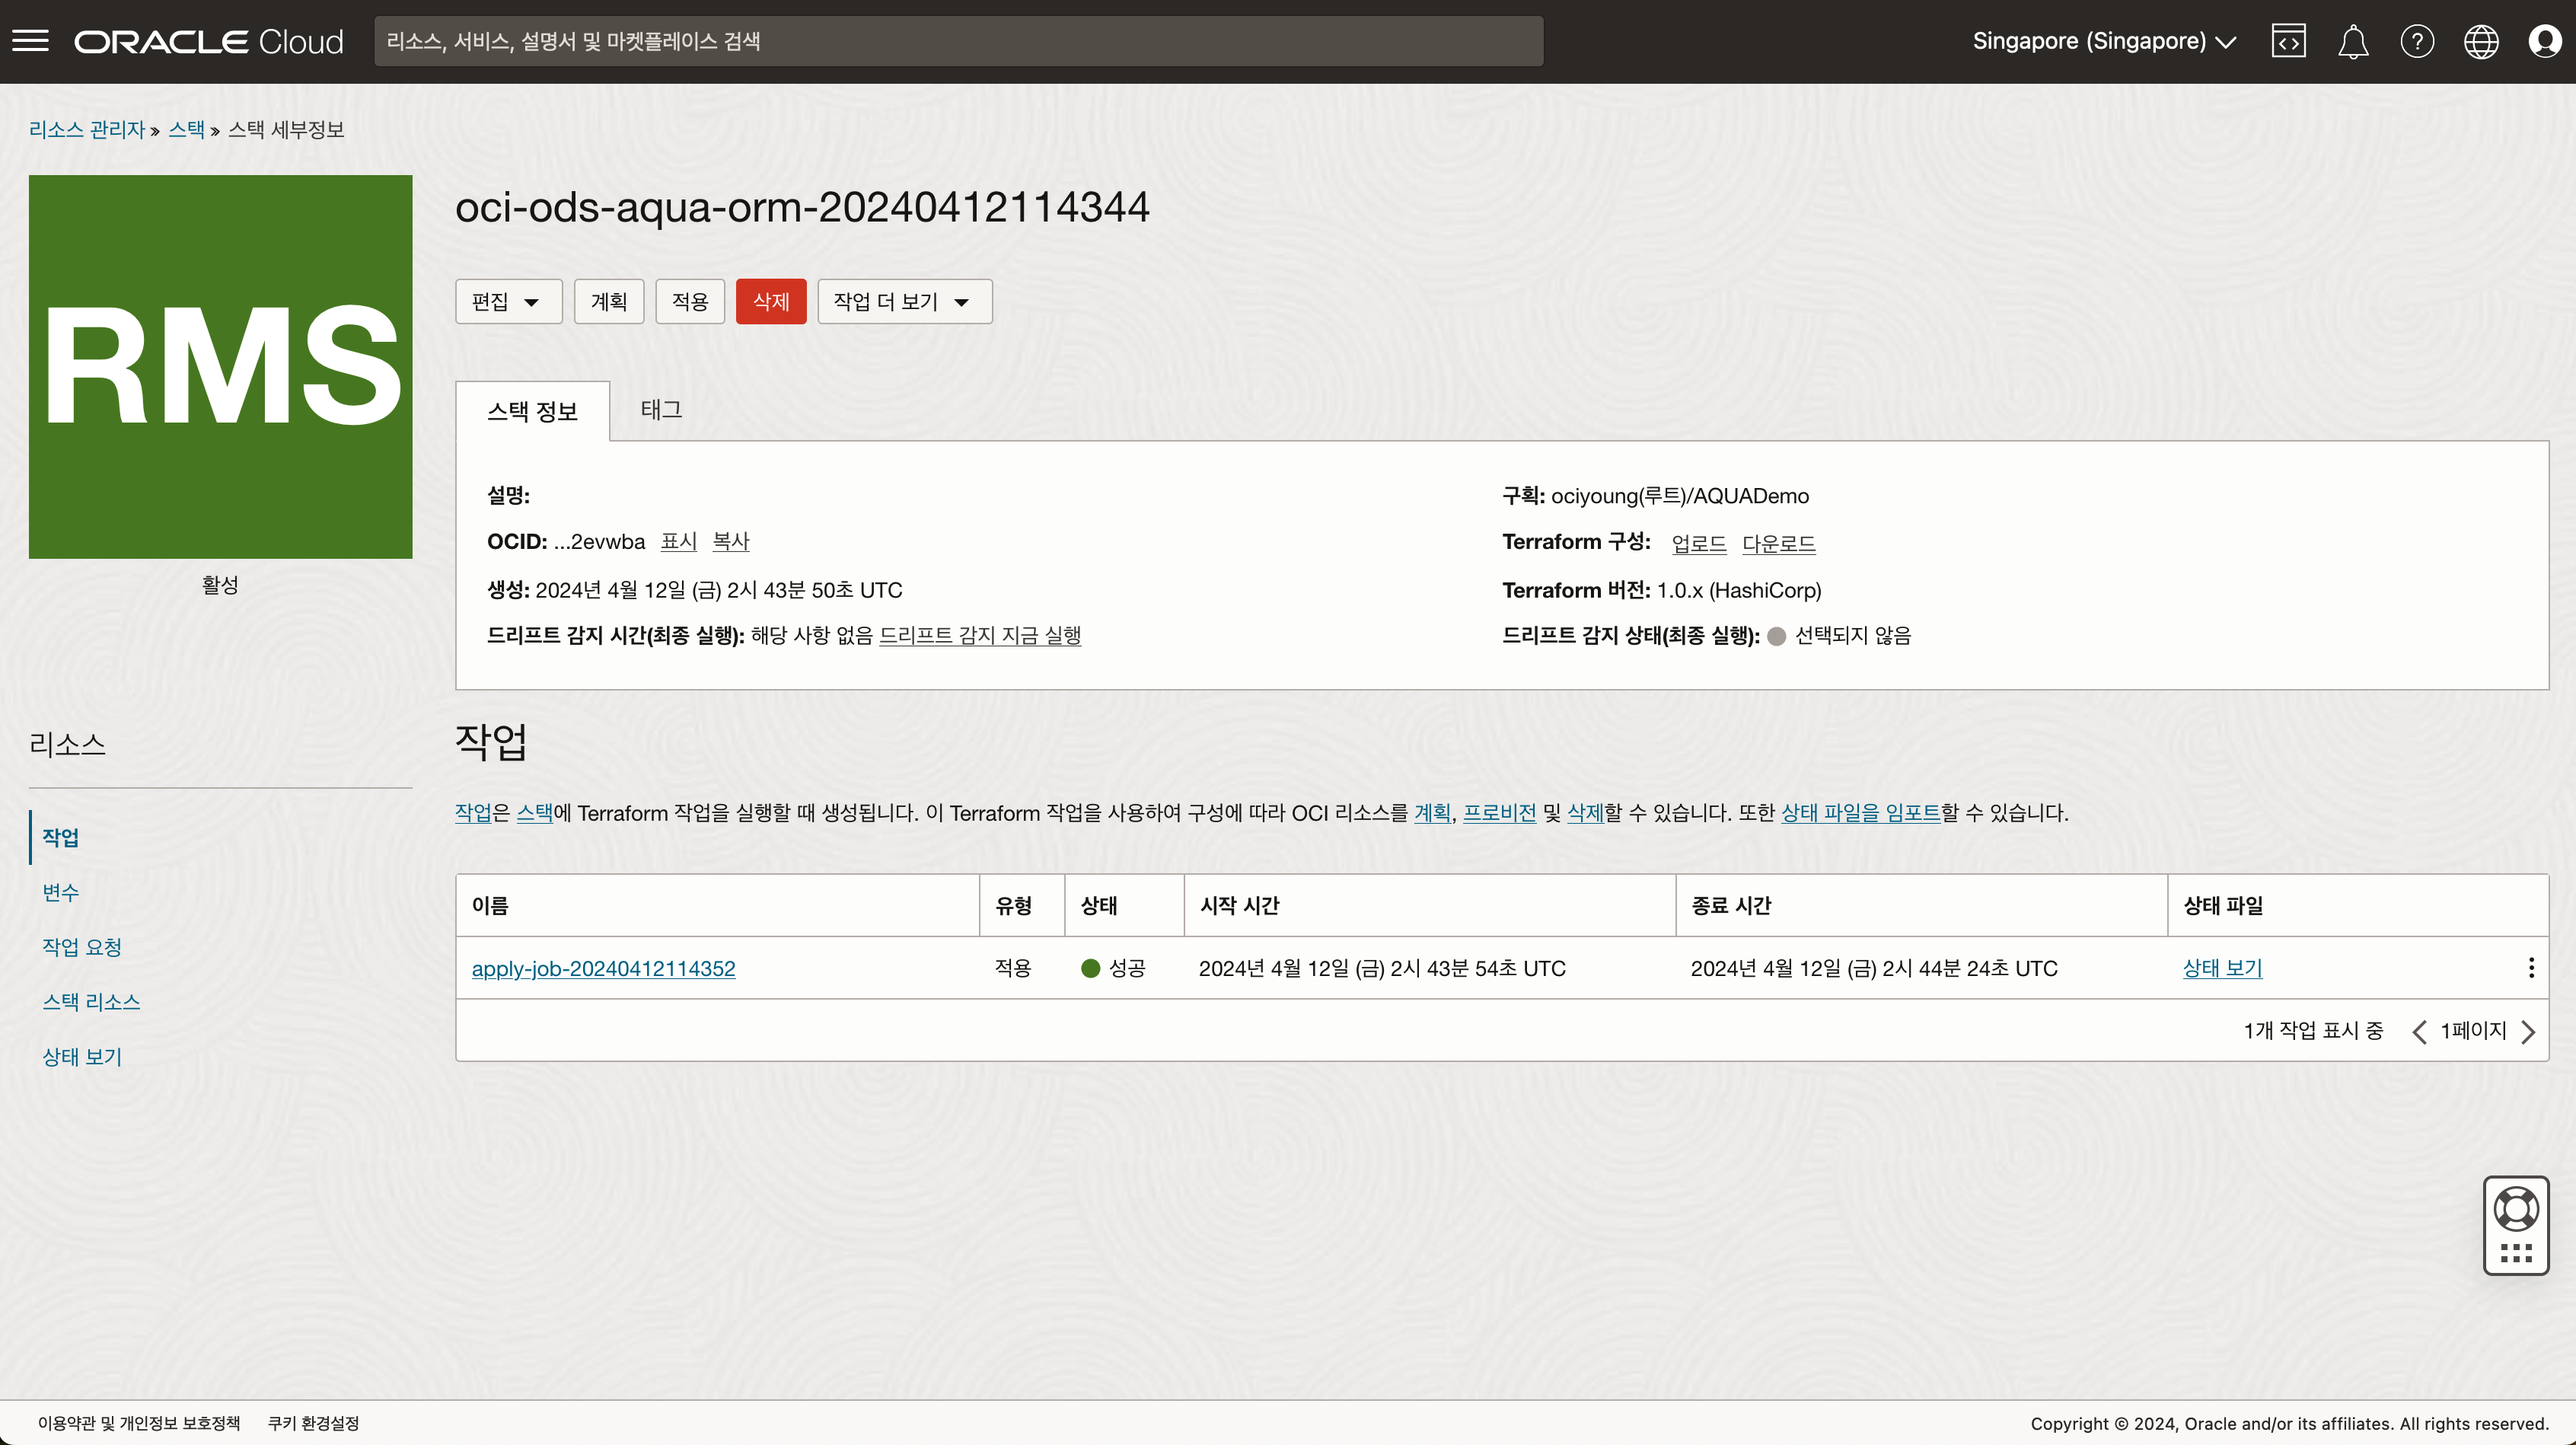 ORACLE Cloud
리소스, 서비스, 설명서 및 마켓플레이스 검색
Singapore (Singapore)
리소스 관리자 » 스택 » 스택 세부정보
RMS
활성
oci-ods-aqua-orm-20240412114344
편집 계획 적용 삭제 작업 더 보기
스택 정보 태그
설명:
OCID: ...2evwba 표시 복사
생성: 2024년 4월 12일 (금) 2시 43분 50초 UTC
드리프트 감지 시간(최종 실행): 해당 사항 없음 드리프트 감지 지금 실행
구획: ociyoung(루트)/AQUADemo
Terraform 구성: 업로드 다운로드
Terraform 버전: 1.0.x (HashiCorp)
드리프트 감지 상태(최종 실행): 선택되지 않음
리소스
작업
변수
작업 요청
스택 리소스
상태 보기
작업
작업은 스택에 Terraform 작업을 실행할 때 생성됩니다. 이 Terraform 작업을 사용하여 구성에 따라 OCI 리소스를 계획, 프로비전 및 삭제할 수 있습니다. 또한 상태 파일을 임포트할 수 있습니다.
이름 유형 상태 시작 시간 종료 시간 상태 파일
apply-job-20240412114352 적용 성공 2024년 4월 12일 (금) 2시 43분 54초 UTC 2024년 4월 12일 (금) 2시 44분 24초 UTC 상태 보기
1개 작업 표시 중 1페이지
이용약관 및 개인정보 보호정책 쿠키 환경설정
Copyright © 2024, Oracle and/or its affiliates. All rights reserved.